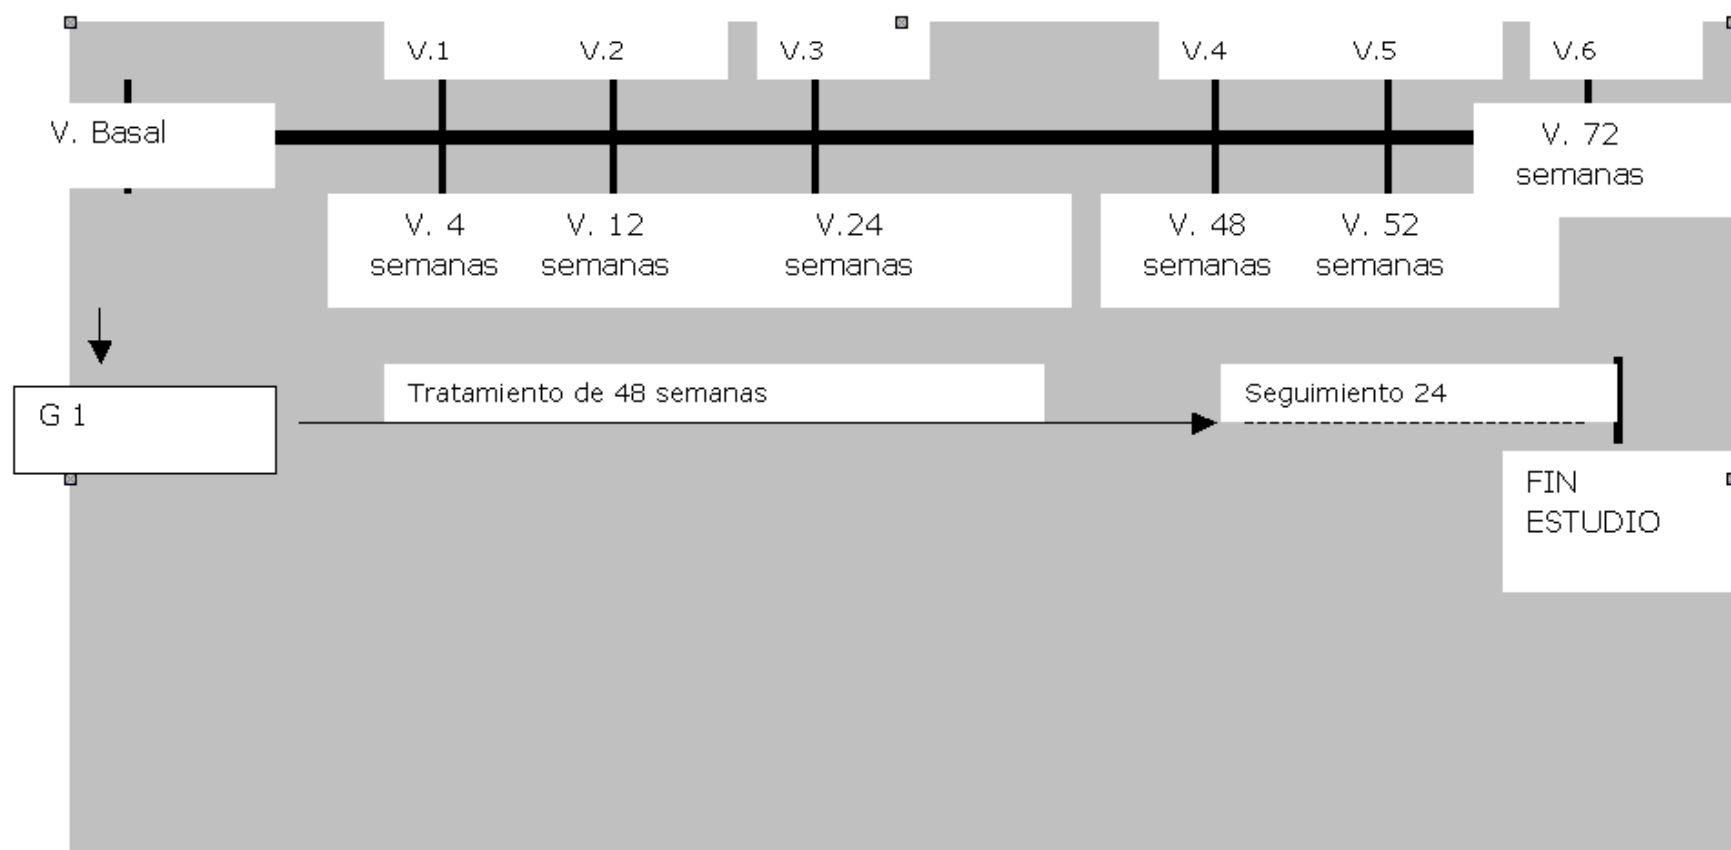 V.1 V.2 V.3 V.4 V.5 V.6
V. Basal
V. 72
semanas
V. 4
semanas
V. 12
semanas
V.24
semanas
V. 48
semanas
V. 52
semanas
Tratamiento de 48 semanas
Seguimiento 24
G 1
FIN
ESTUDIO